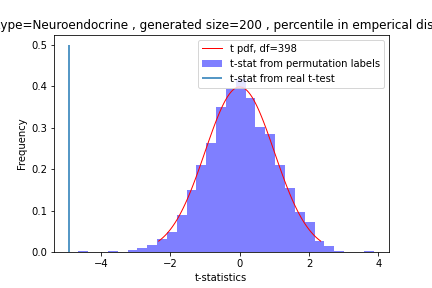 ype=Neuroendocrine , generated size=200 , percentile in emperical dis
t pdf, df=398
t-stat from permutation labels
t-stat from real t-test
Frequency
0.5
0.4
0.3
0.2
0.1
0.0
−4 −2 0 2 4
t-statistics